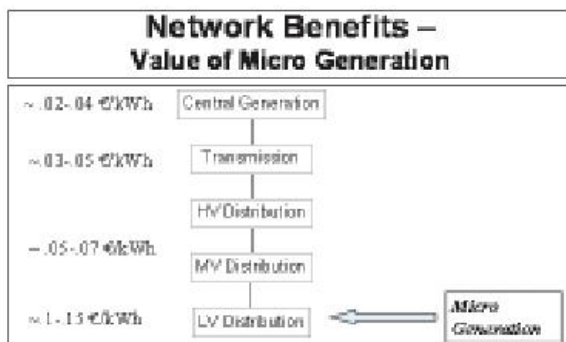 Network Benefits –
Value of Micro Generation
~ .02-.04 €/kWh
Central Generation
~.03-.05 €/kWh
Transmission
HV Distribution
~ .05-.07 €/kWh
MV Distribution
~.1-.15 €/kWh
LV Distribution
Micro
Generation